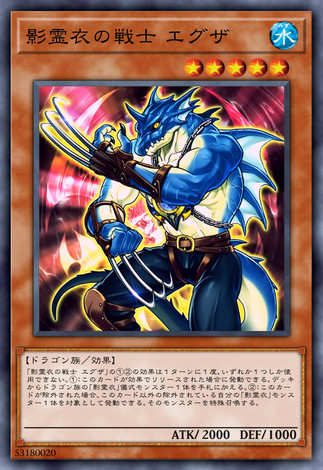 影霊衣の戦士 エグザ
水
【ドラゴン族／効果】
「影霊衣の戦士 エグザ」の①②の効果は１ターンに１度、いずれか１つしか使
用できない。①：このカードが効果でリリースされた場合に発動できる。デッキ
からドラゴン族の「影霊衣」儀式モンスター１体を手札に加える。②：このカー
ドが除外された場合、このカード以外の除外されている自分の「影霊衣」モンス
ター１体を対象として発動できる。そのモンスターを特殊召喚する。
ATK/ 2000 DEF/ 1000
53180020